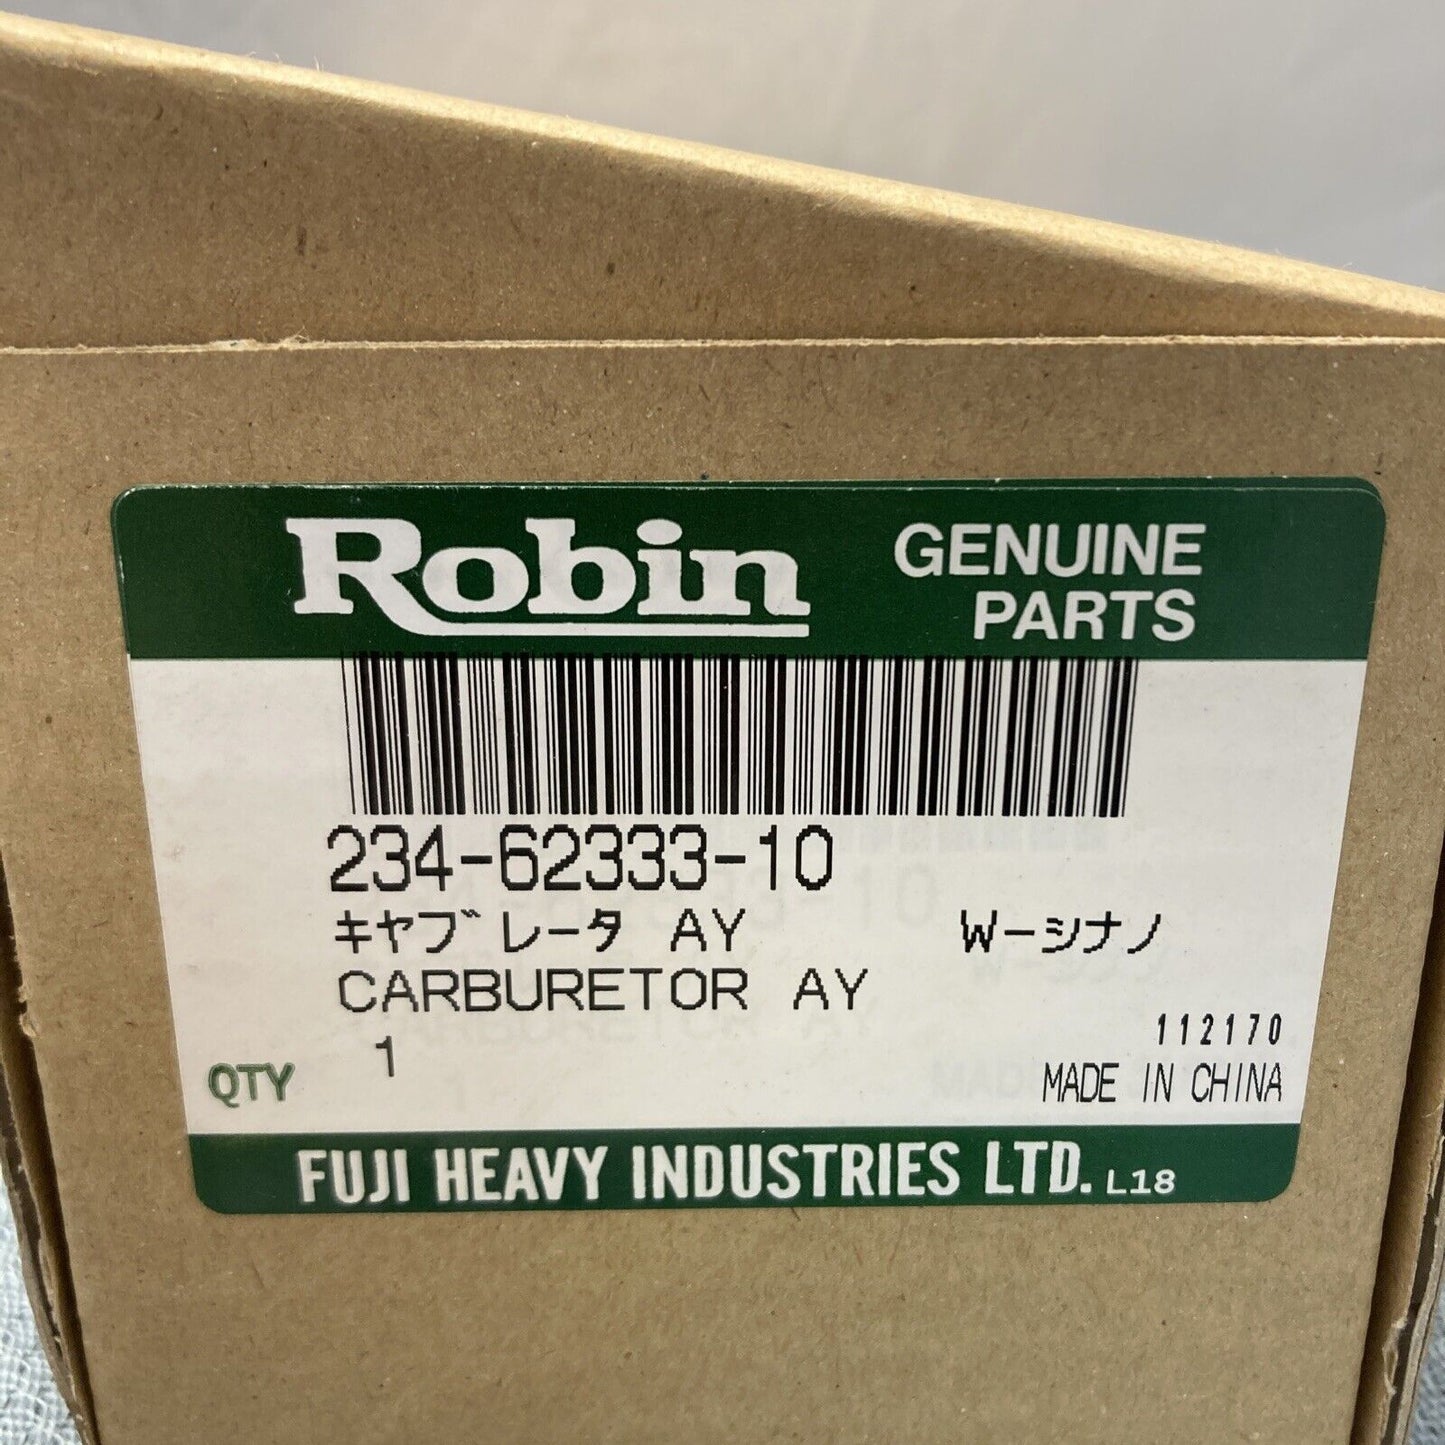 Robin
GENUINE
PARTS
234-62333-10
キャブレータ AY W-シナノ
CARBURETOR AY
112170
QTY 1
MADE IN CHINA
FUJI HEAVY INDUSTRIES LTD. L18